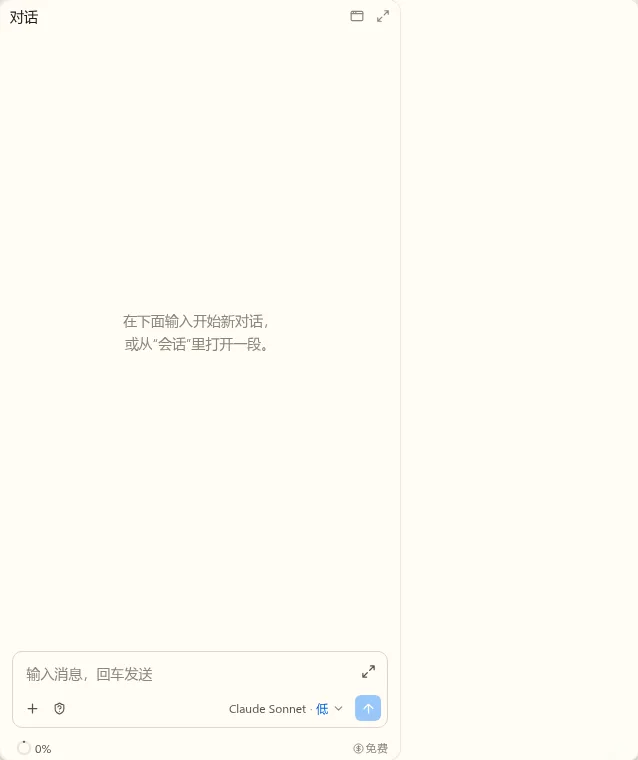 对话
在下面输入开始新对话，
或从“会话”里打开一段。
输入消息，回车发送
Claude Sonnet · 低
0%
免费